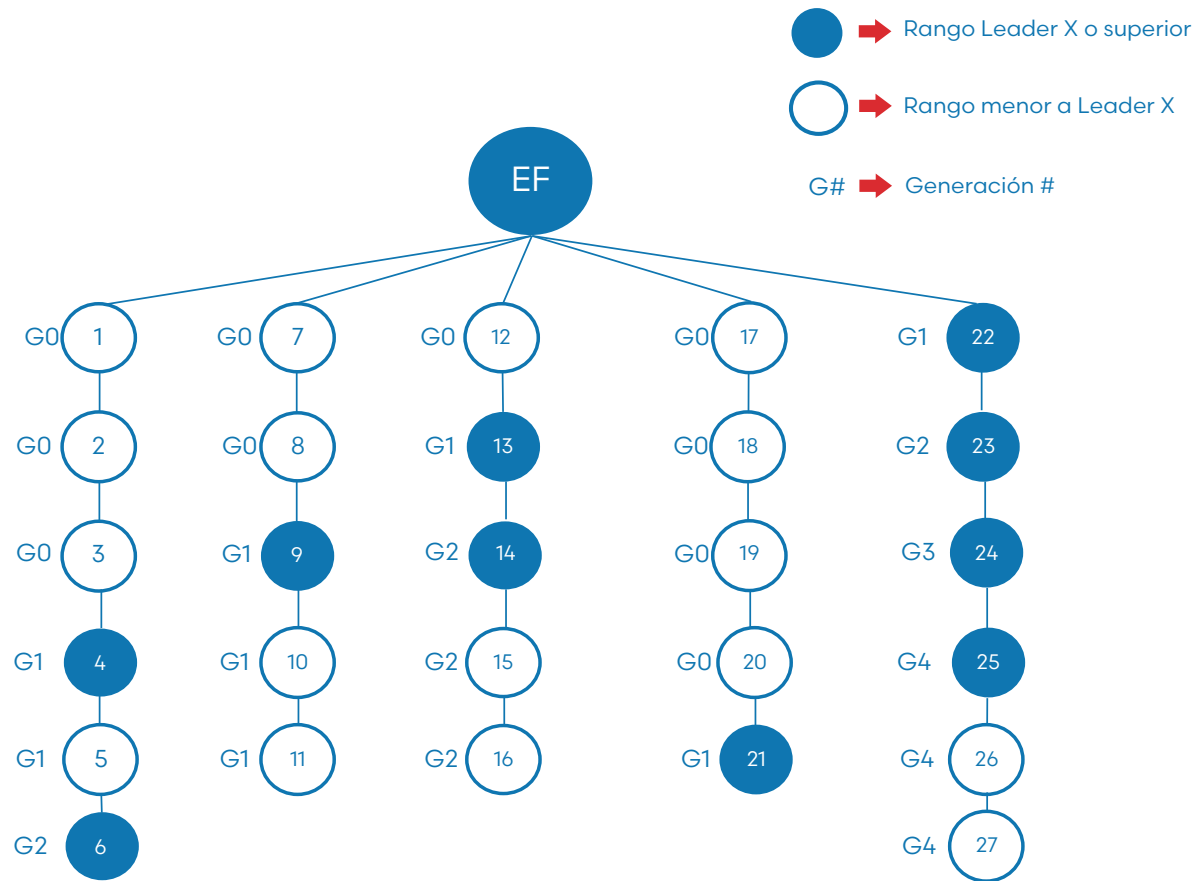 Rango Leader X o superior
Rango menor a Leader X
G# Generación #
EF
G0 1 G0 7 G0 12 G0 17 G1 22
G0 2 G0 8 G1 13 G0 18 G2 23
G0 3 G1 9 G2 14 G0 19 G3 24
G1 4 G1 10 G2 15 G0 20 G4 25
G1 5 G1 11 G2 16 G1 21 G4 26
G2 6 G4 27